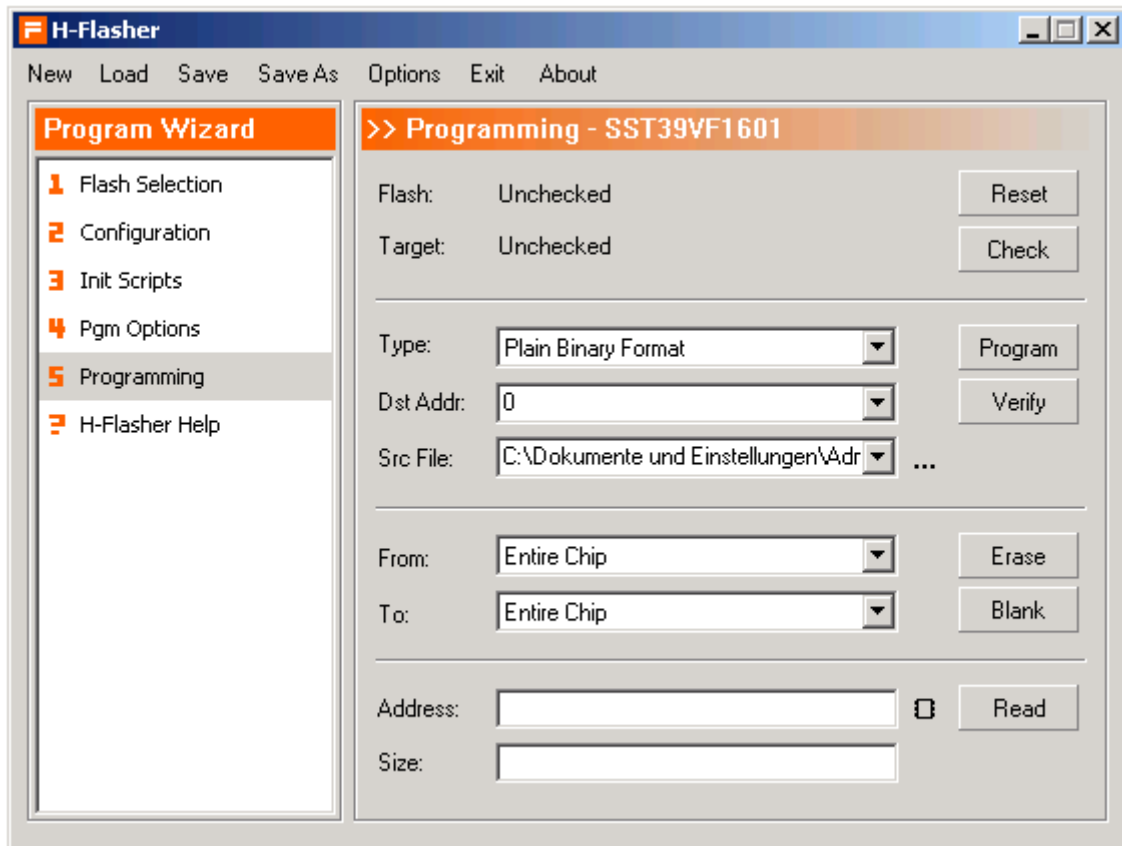 H-Flasher
New Load Save Save As Options Exit About
Program Wizard
1 Flash Selection
2 Configuration
3 Init Scripts
4 Pgm Options
5 Programming
? H-Flasher Help
>> Programming - SST39VF1601
Flash: Unchecked Reset
Target: Unchecked Check
Type: Plain Binary Format Program
Dst Addr: 0 Verify
Src File: C:\Dokumente und Einstellungen\Adr ...
From: Entire Chip Erase
To: Entire Chip Blank
Address: Read
Size: